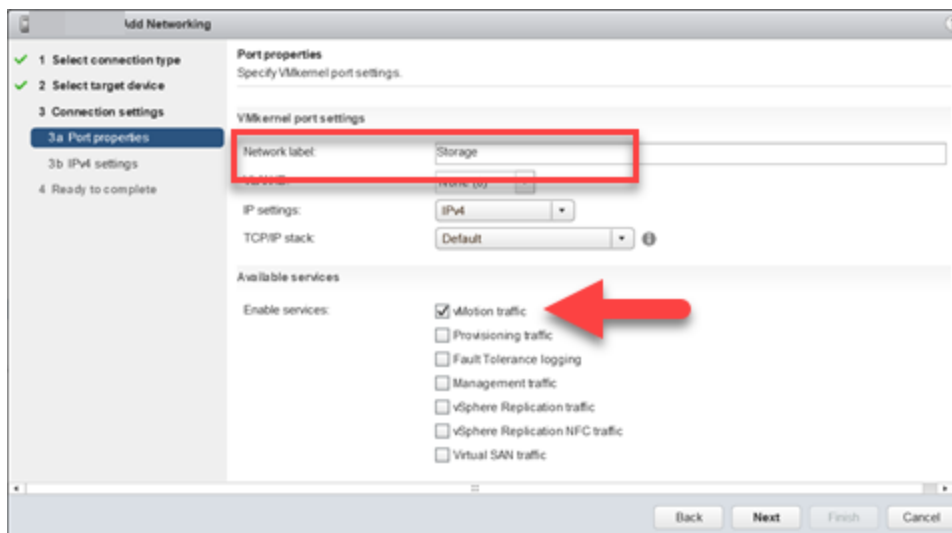 Add Networking
1 Select connection type
2 Select target device
3 Connection settings
3a Port properties
3b IPv4 settings
4 Ready to complete
Port properties
Specify VMkernel port settings.
VMkernel port settings
Network label: Storage
None (0)
IP settings: IPv4
TCP/IP stack: Default
Available services
Enable services:
vMotion traffic
Provisioning traffic
Fault Tolerance logging
Management traffic
vSphere Replication traffic
vSphere Replication NFC traffic
Virtual SAN traffic
Back Next Finish Cancel